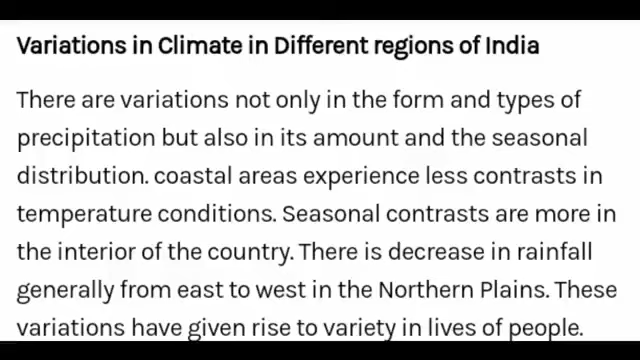 Variations in Climate in Different regions of India
There are variations not only in the form and types of
precipitation but also in its amount and the seasonal
distribution. coastal areas experience less contrasts in
temperature conditions. Seasonal contrasts are more in
the interior of the country. There is decrease in rainfall
generally from east to west in the Northern Plains. These
variations have given rise to variety in lives of people.